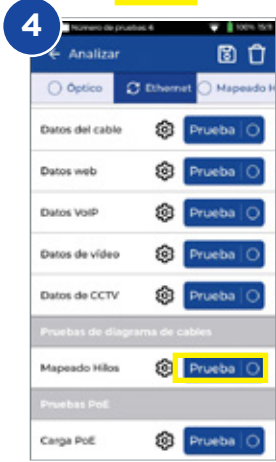 4
Número de pruebas: 4
100% 15:11
← Analizar
Óptico Ethernet Mapeado H
Datos del cable Prueba
Datos web Prueba
Datos VoIP Prueba
Datos de vídeo Prueba
Datos de CCTV Prueba
Pruebas de diagrama de cables
Mapeado Hilos Prueba
Pruebas PoE
Carga PoE Prueba